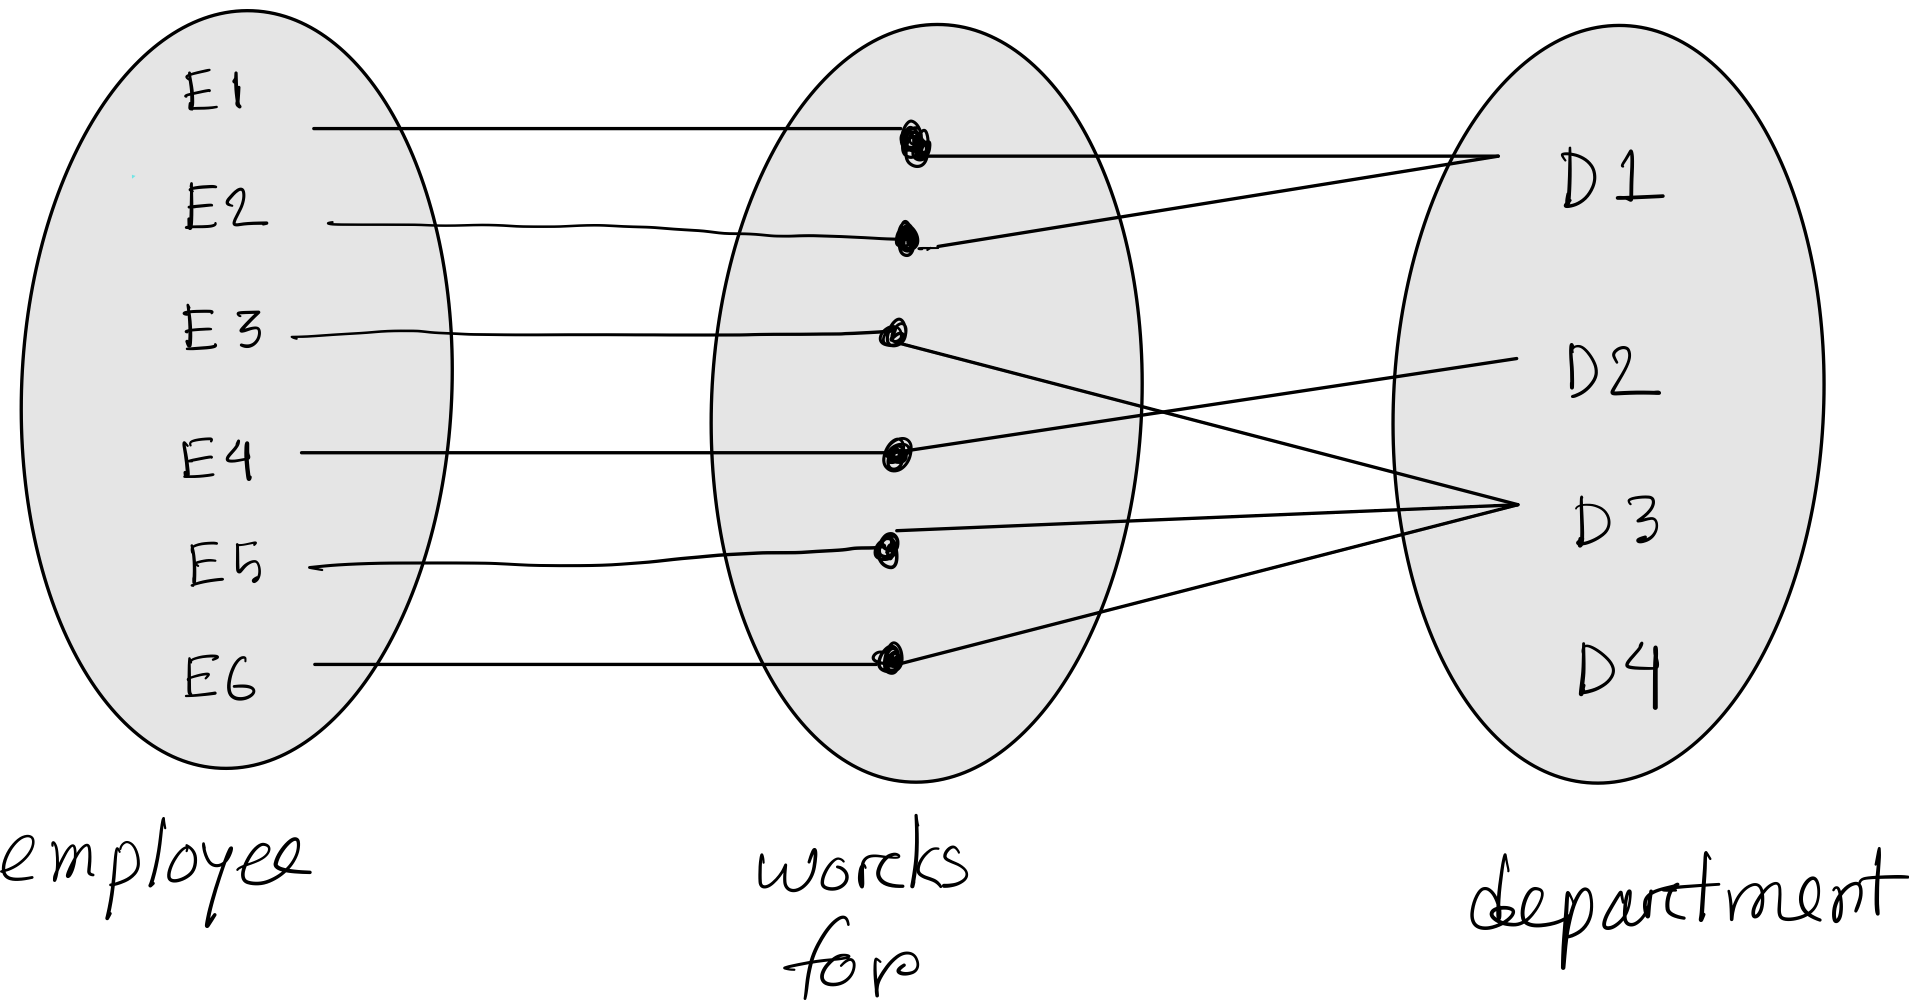 E1
E2
E3
E4
E5
E6
D1
D2
D3
D4
employee
works
for
department